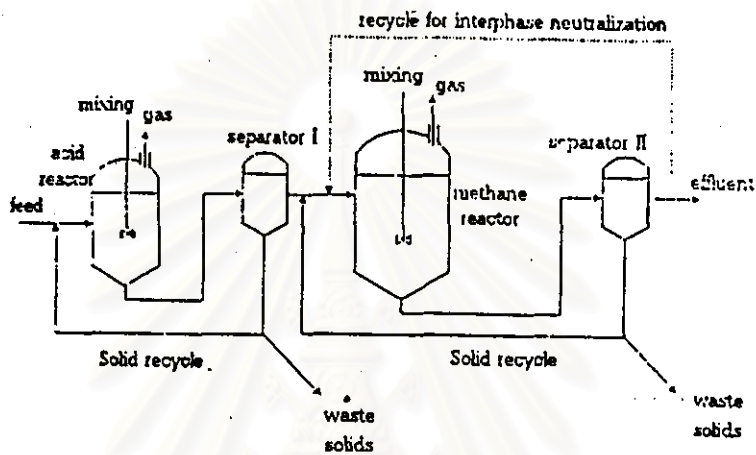 recycle for interphase neutralization
mixing
gas
mixing
gas
separator I
separator II
acid
reactor
methane
reactor
feed
effluent
Solid recycle
Solid recycle
waste
solids
waste
solids